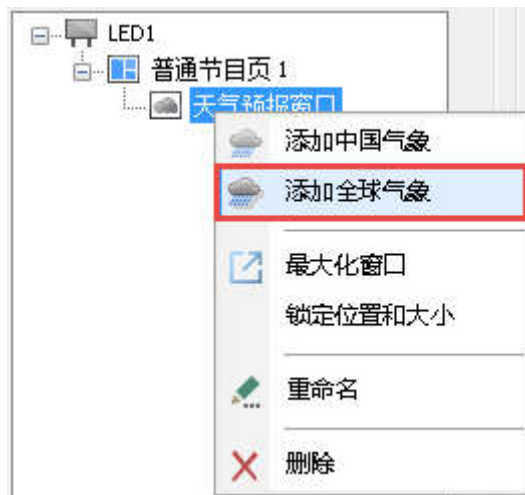 LED1
普通节目页 1
天气预报窗口
添加中国气象
添加全球气象
最大化窗口
锁定位置和大小
重命名
删除